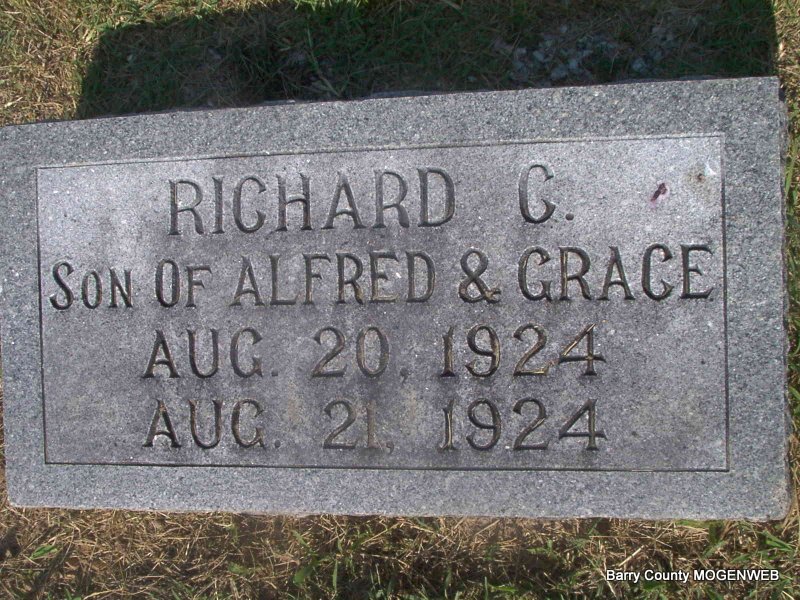 RICHARD C.
SON OF ALFRED & GRACE
AUG. 20, 1924
AUG. 21, 1924
Barry County MOGENWEB